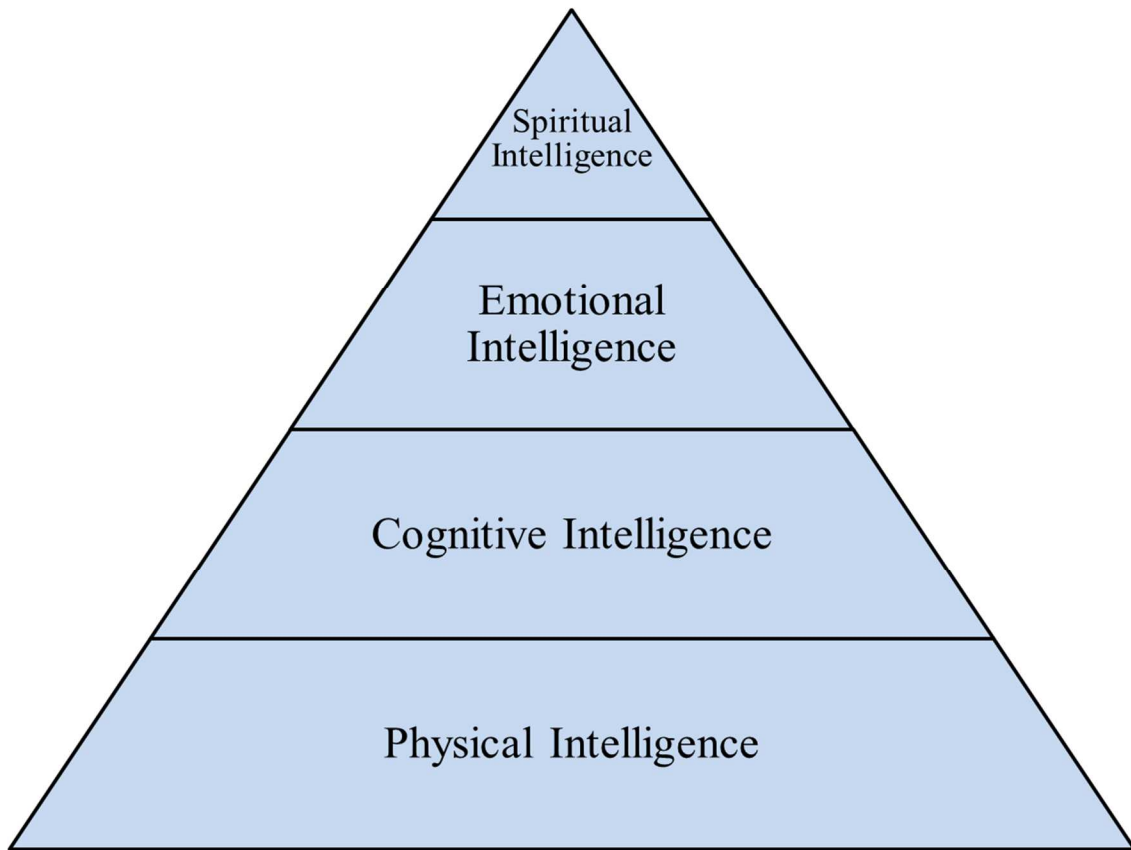 Spiritual
Intelligence
Emotional
Intelligence
Cognitive Intelligence
Physical Intelligence